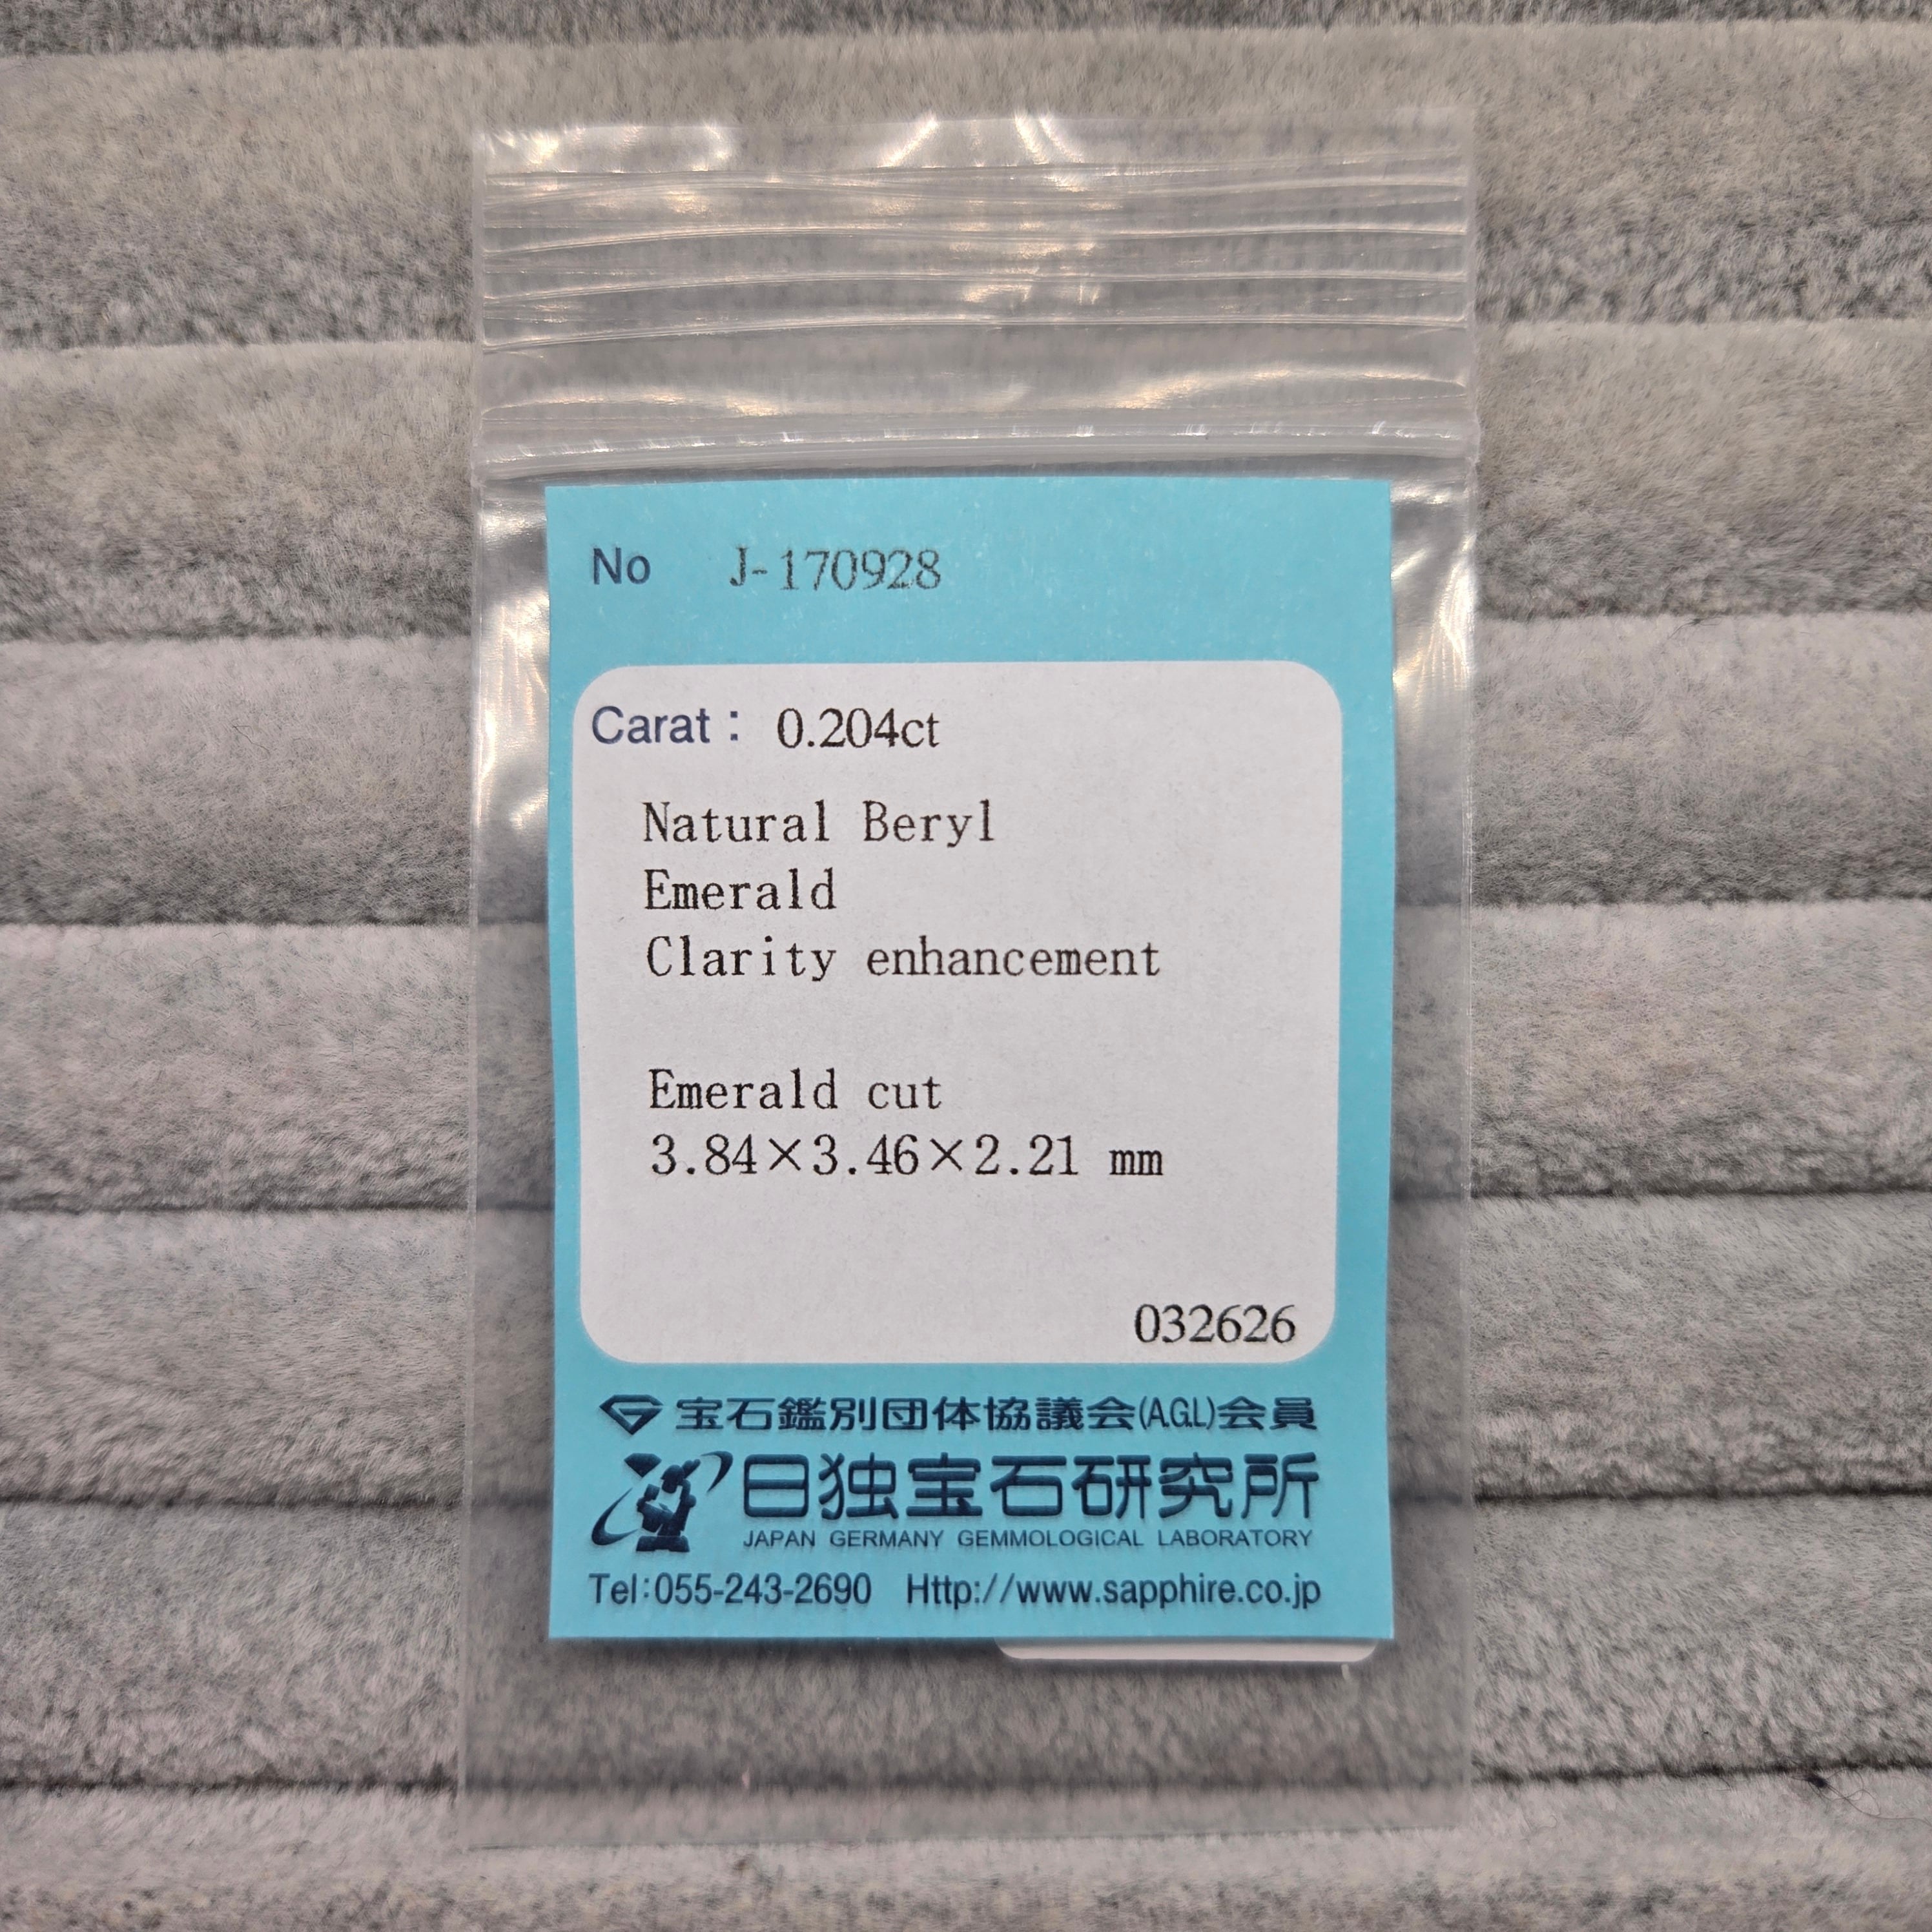 No J-170928
Carat: 0.204ct
Natural Beryl
Emerald
Clarity enhancement
Emerald cut
3.84×3.46×2.21 mm
032626
宝石鑑別団体協議会(A.G.L)会員
日独宝石研究所
JAPAN GERMANY GEMMOLOGICAL LABORATORY
Tel:055-243-2690 Http://www.sapphire.co.jp